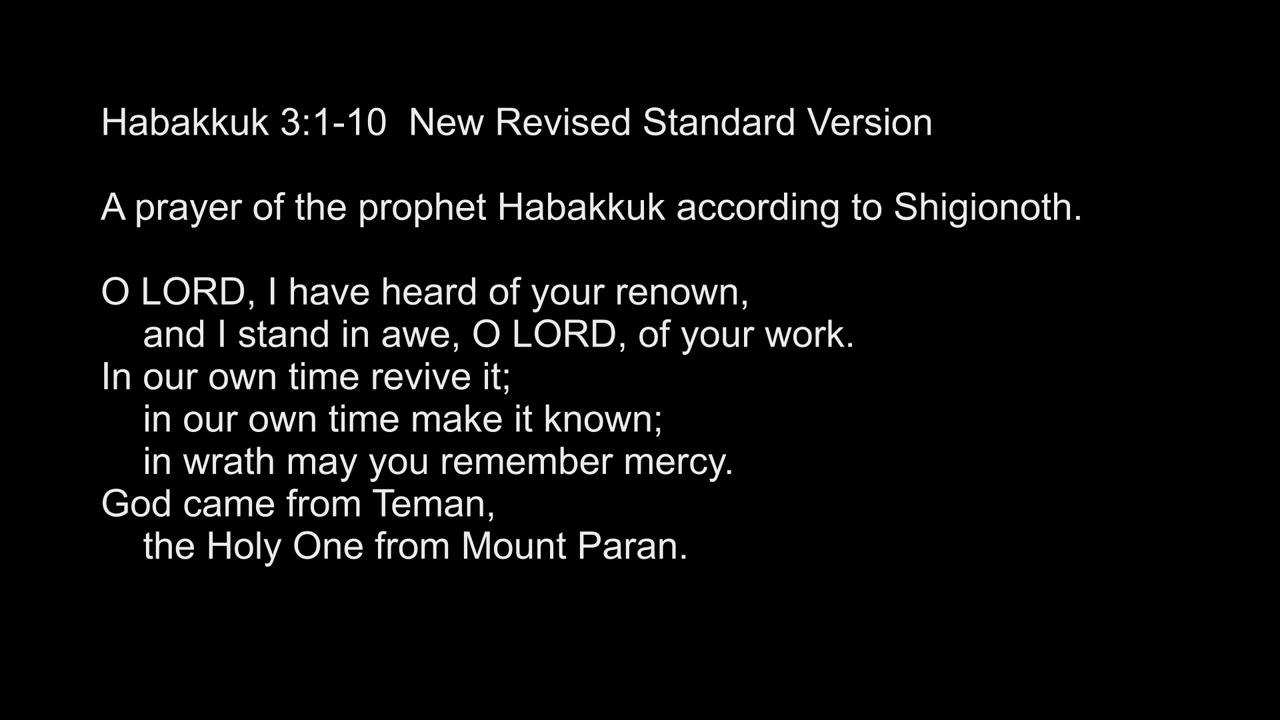 Habakkuk 3:1-10  New Revised Standard Version
A prayer of the prophet Habakkuk according to Shigionoth.
O LORD, I have heard of your renown,
and I stand in awe, O LORD, of your work.
In our own time revive it;
in our own time make it known;
in wrath may you remember mercy.
God came from Teman,
the Holy One from Mount Paran.